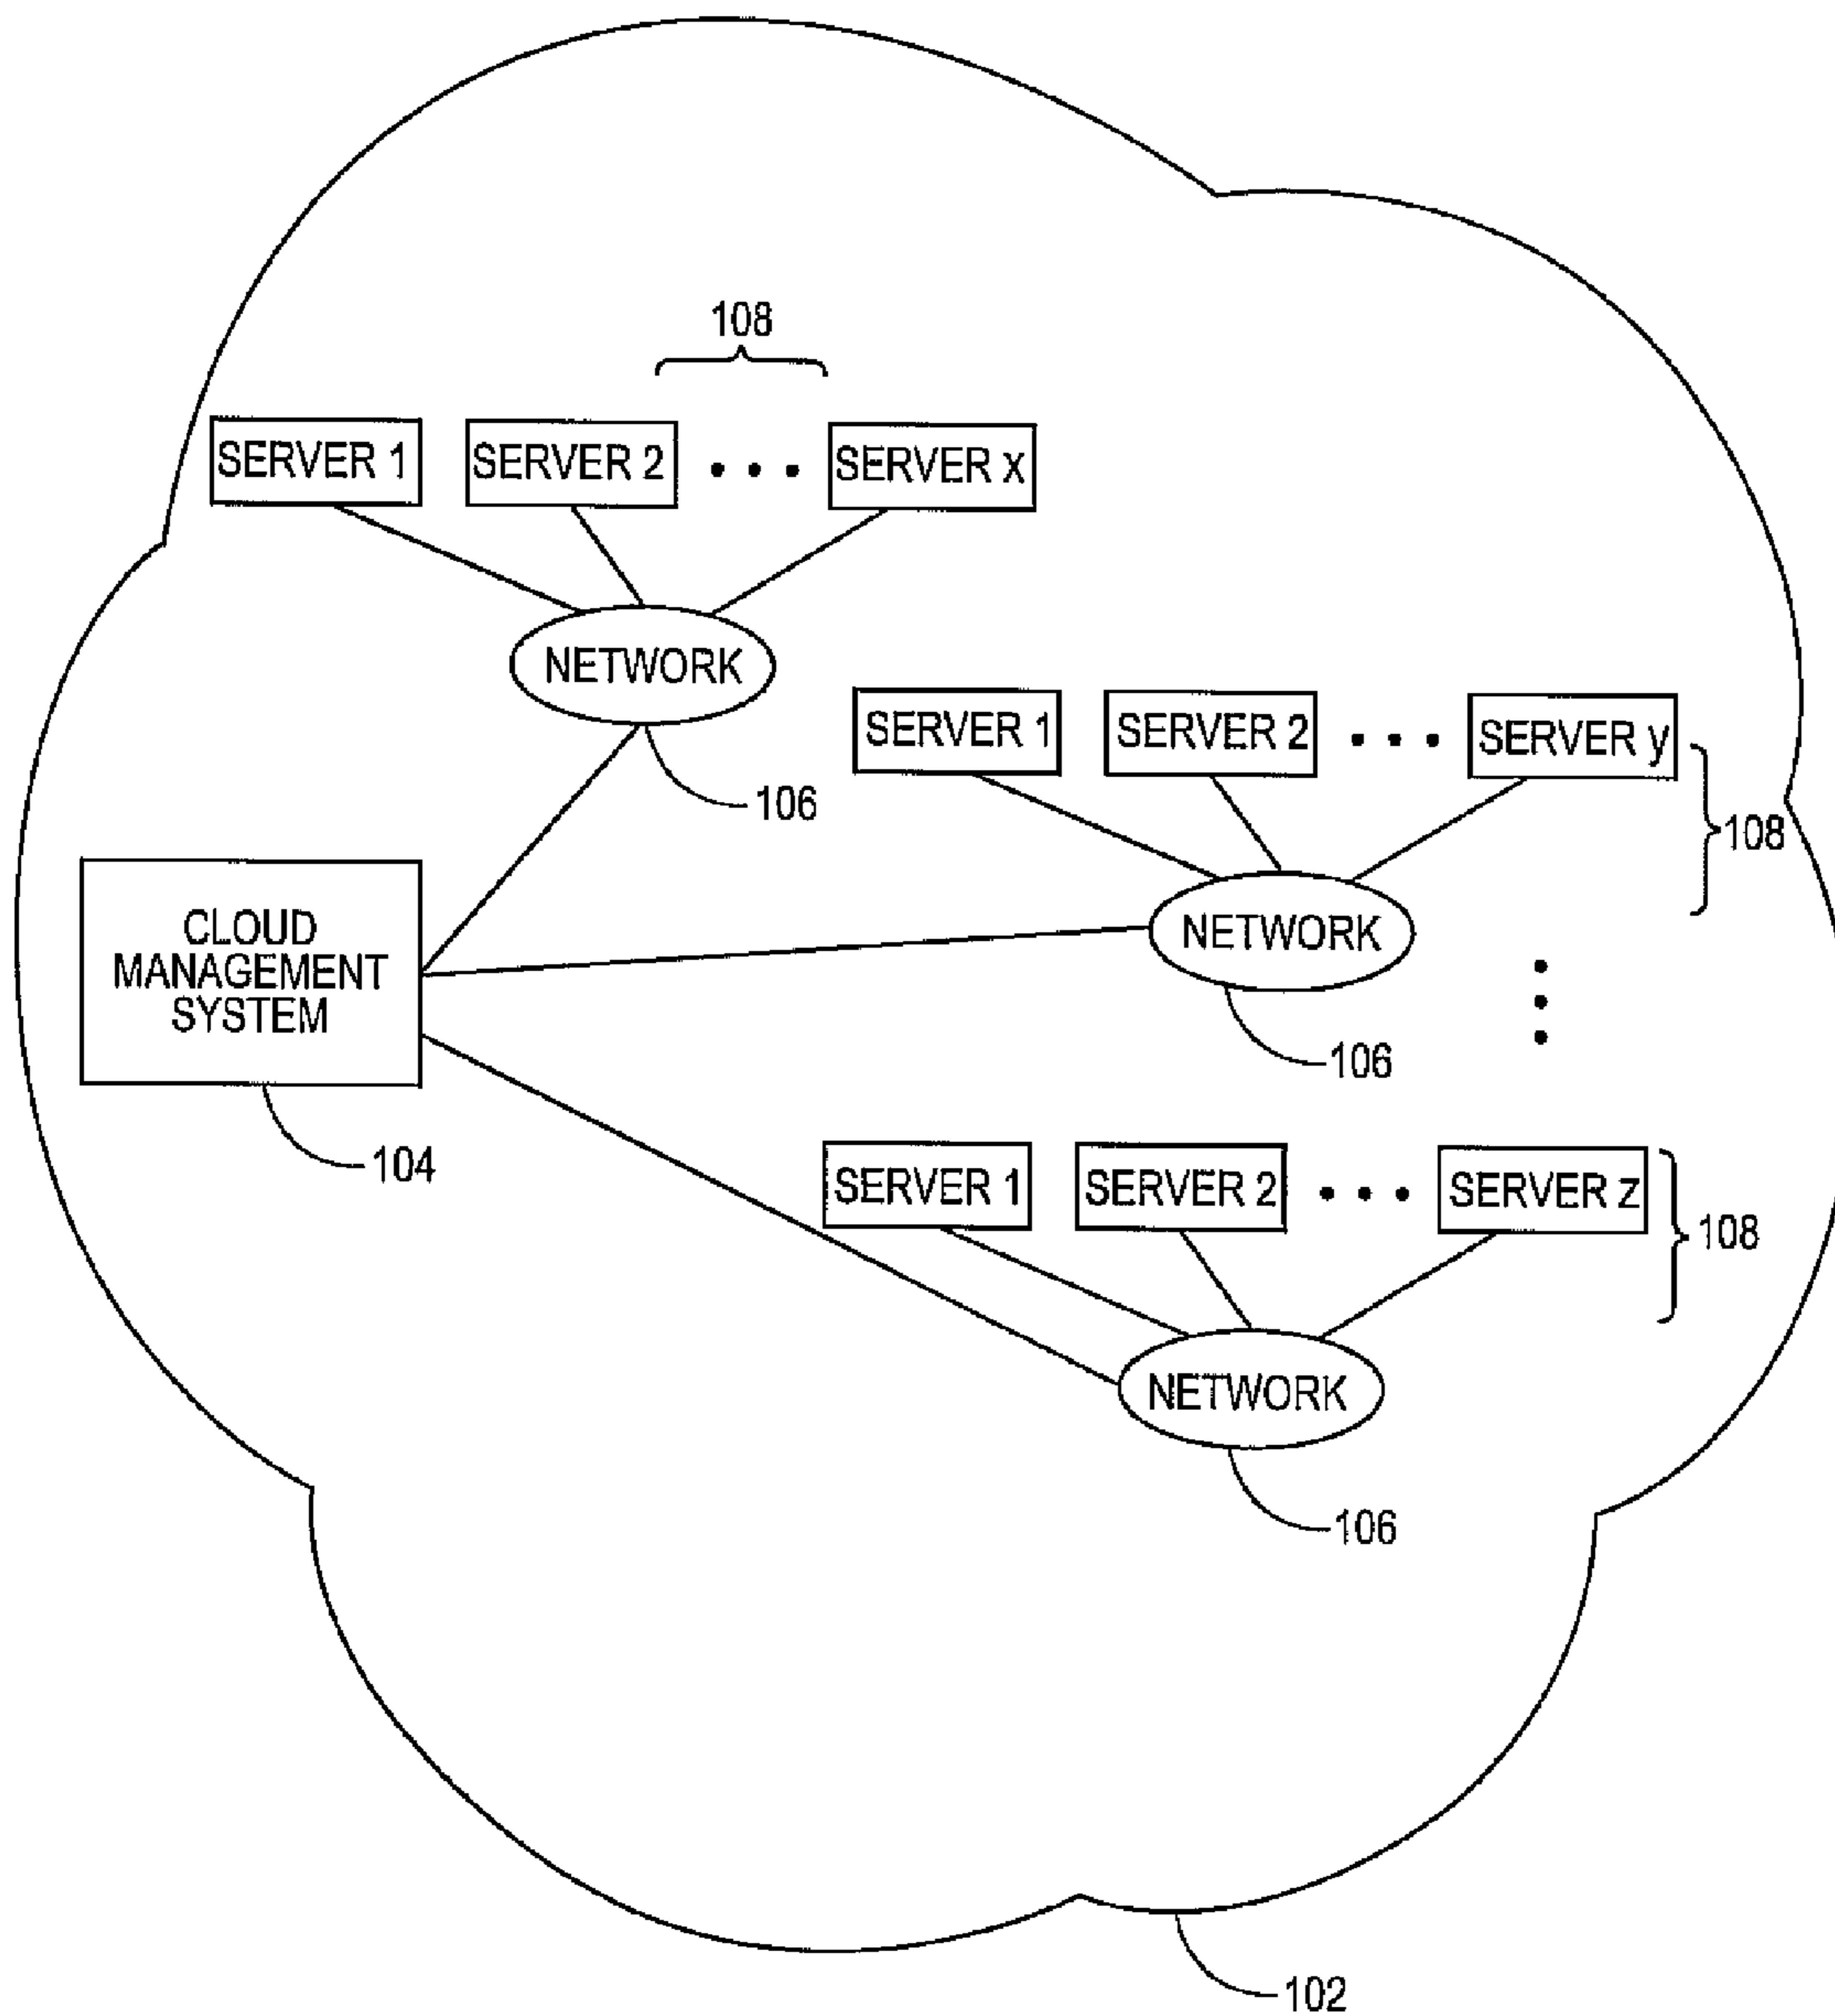 108
SERVER 1 SERVER 2 • • • SERVER x
NETWORK
106
SERVER 1 SERVER 2 • • • SERVER y
108
NETWORK
106
CLOUD
MANAGEMENT
SYSTEM
104
SERVER 1 SERVER 2 • • • SERVER z
108
NETWORK
106
102